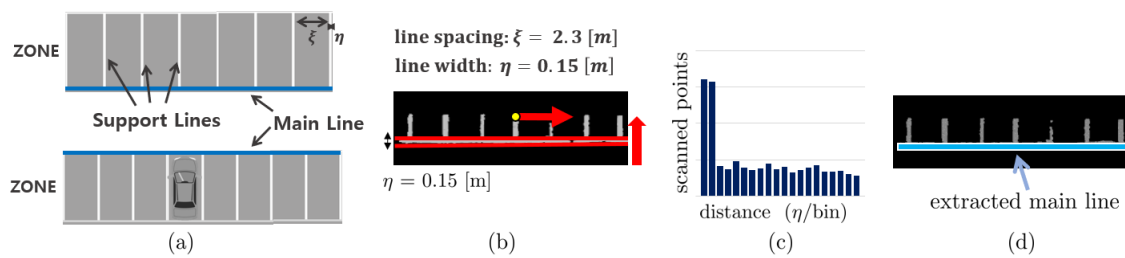 ZONE
ξ
η
Support Lines
Main Line
ZONE
(a)
line spacing: ξ = 2.3 [m]
line width: η = 0.15 [m]
η = 0.15 [m]
(b)
scanned points
distance (η/bin)
(c)
extracted main line
(d)